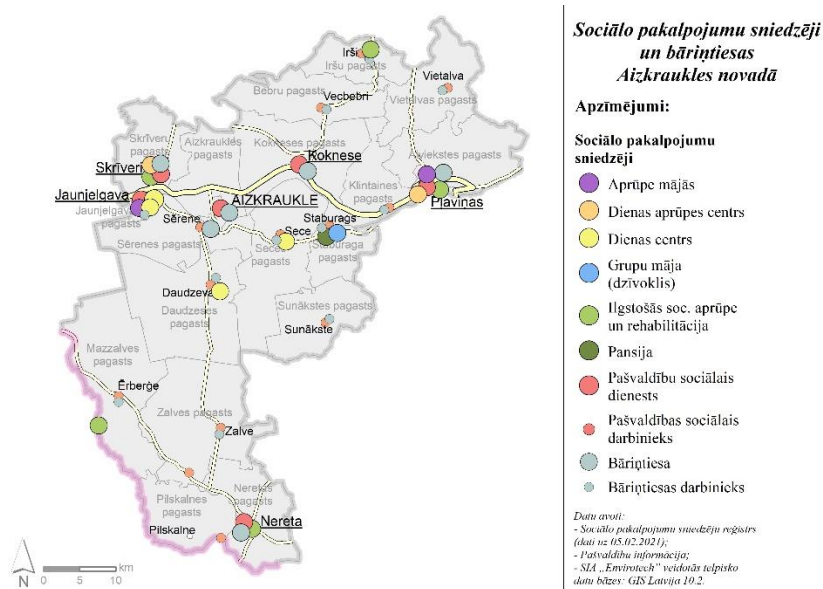 Sociālo pakalpojumu sniedzēji
un bāriņtiesas
Aizkraukles novadā
Apzīmējumi:
Sociālo pakalpojumu
sniedzēji
Aprūpe mājās
Dienas aprūpes centrs
Dienas centrs
Grupu māja
(dzīvoklis)
Ilgstošās soc. aprūpe
un rehabilitācija
Pansija
Pašvaldību sociālais
dienests
Pašvaldības sociālais
darbinieks
Bāriņtiesa
Bāriņtiesas darbinieks
Datu avoti:
- Sociālo pakalpojumu sniedzēju reģistrs
(dati uz 05.02.2021);
- Pašvaldību informācija;
- SIA „Envirotech” veidotās telpisko
datu bāzes: GIS Latvija 10.2.
Irši
Iršu pagasts
Vietalva
Bebru pagasts
Vecbebri
Vietalvas pagasts
Skrīveru
pagasts
Aizkraukles
pagasts
Kokneses pagasts
Aiviekstes pagasts
Skrīveri
Koknese
Klintaines
pagasts
Pļaviņas
Jaunjelgava
Jaunjelgavas
pagasts
AIZKRAUKLE
Sērene
Sērenes pagasts
Sece
Seces
pagasts
Staburags
Staburaga
pagasts
Daudzeva
Daudzeses
pagasts
Sunākstes pagasts
Sunākste
Mazzalves
pagasts
Ērberģe
Zalves pagasts
Zalve
Pilskalnes
pagasts
Pilskalne
Neretas
pagasts
Nereta
N
0 5 10 km